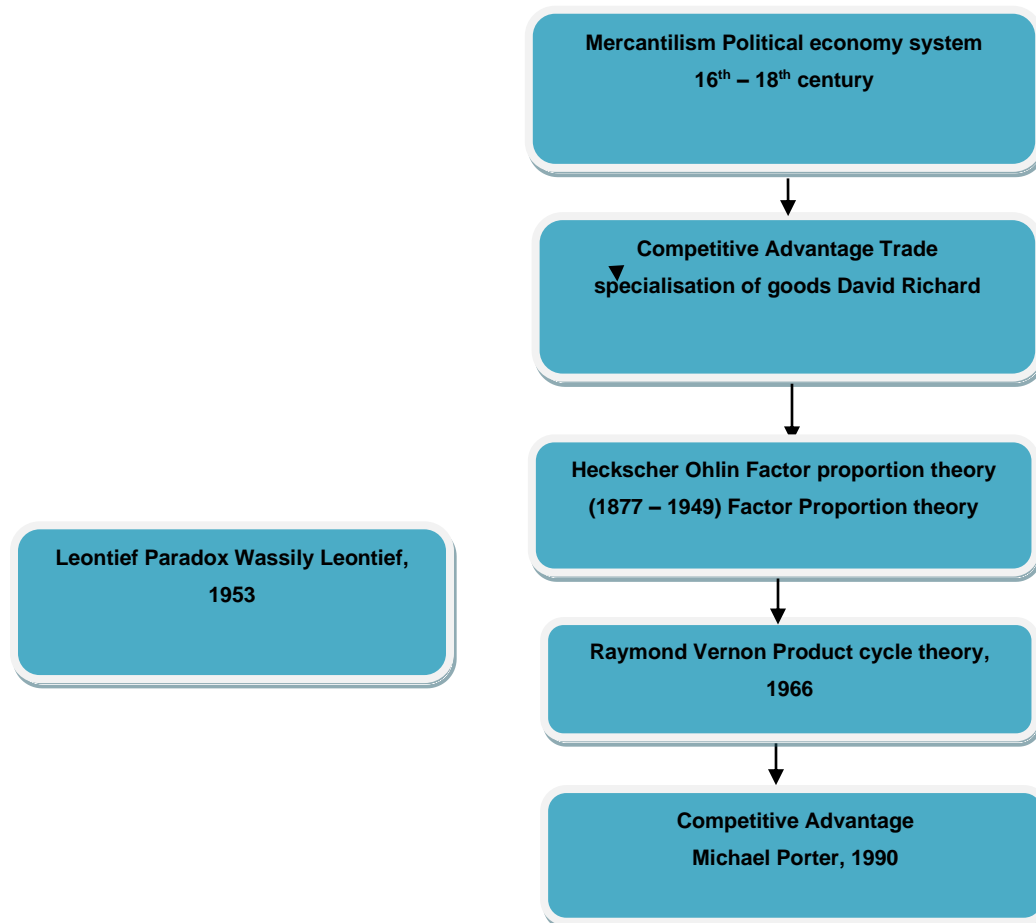 Mercantilism Political economy system
16th – 18th century
Competitive Advantage Trade
specialisation of goods David Richard
Heckscher Ohlin Factor proportion theory
(1877 – 1949) Factor Proportion theory
Leontief Paradox Wassily Leontief,
1953
Raymond Vernon Product cycle theory,
1966
Competitive Advantage
Michael Porter, 1990